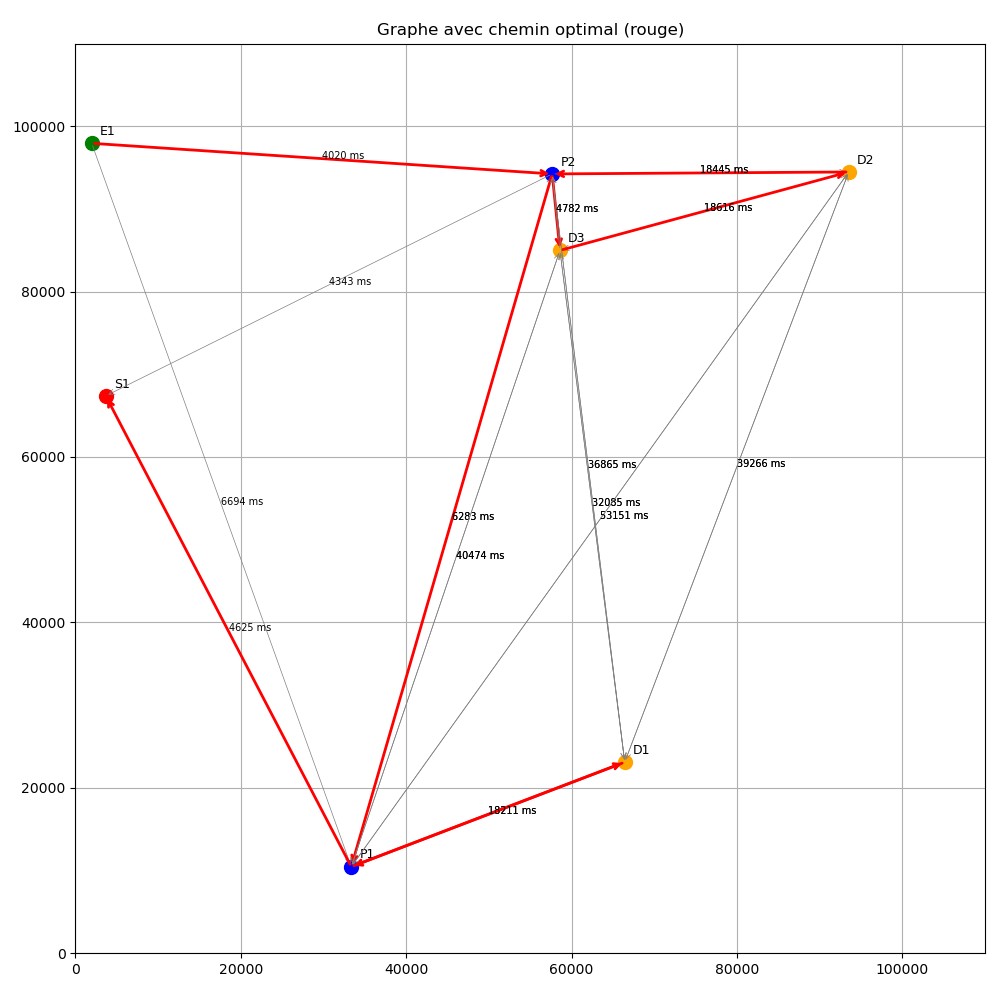 Graphe avec chemin optimal (rouge)
100000
80000
60000
40000
20000
0
E1
4020 ms
P2
18445 ms
D2
4782 ms
18616 ms
D3
4343 ms
S1
36865 ms
39266 ms
6694 ms
32085 ms
6283 ms
53151 ms
40474 ms
4625 ms
D1
18211 ms
P1
0
20000
40000
60000
80000
100000